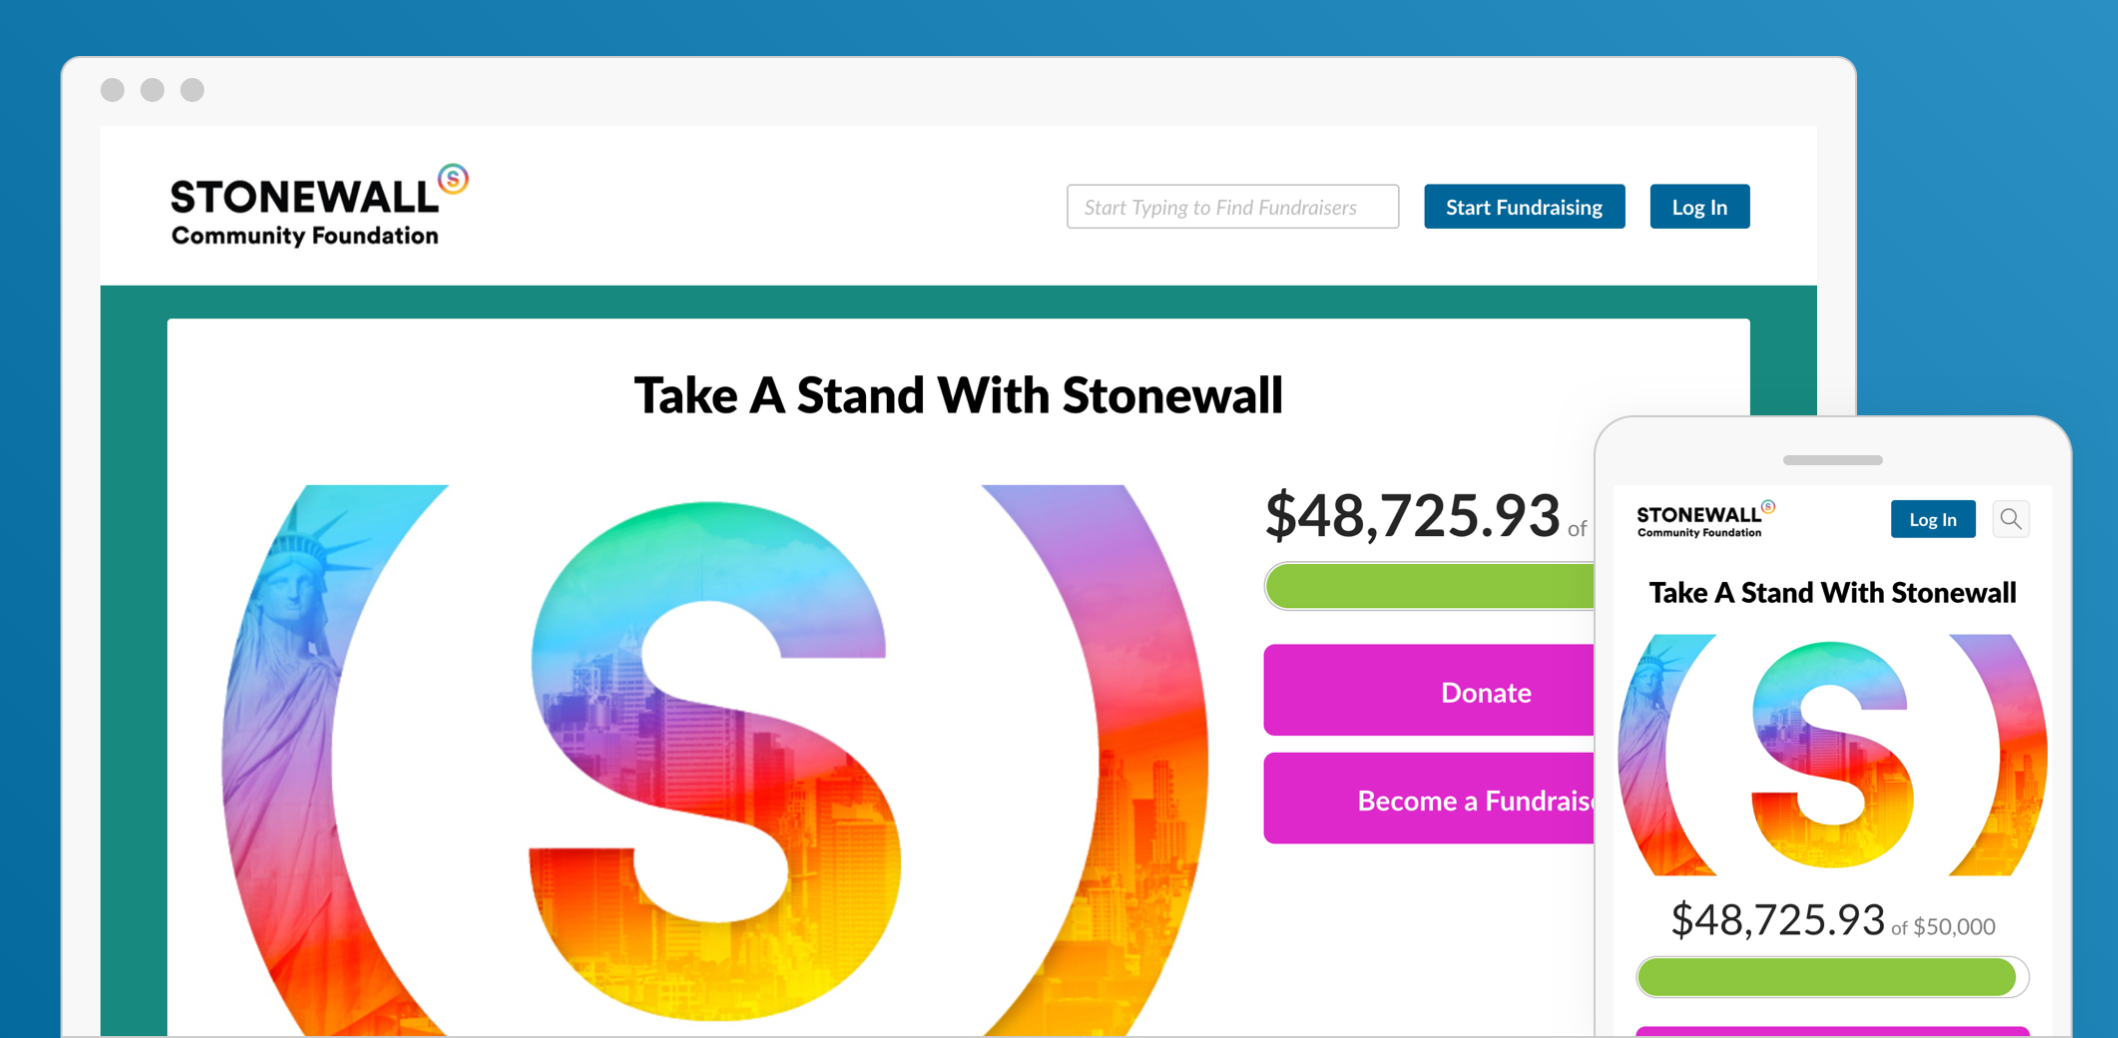 STONEWALL S
Community Foundation
Start Typing to Find Fundraisers
Start Fundraising
Log In
Take A Stand With Stonewall
S
$48,725.93 of
Donate
Become a Fundraise
STONEWALL S
Community Foundation
Log In
Take A Stand With Stonewall
S
$48,725.93 of $50,000